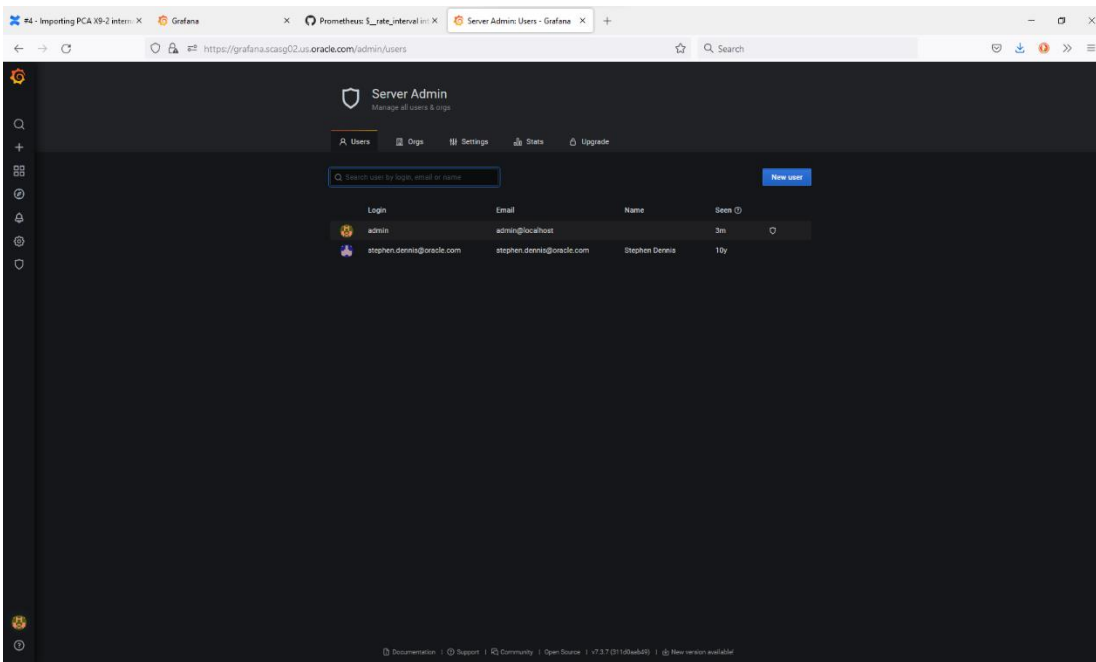 #4 - Importing PCA X9-2 intern
Grafana
Prometheus: $__rate_interval int
Server Admin: Users - Grafana
https://grafana.scasg02.us.oracle.com/admin/users
Search
Server Admin
Manage all users & orgs
Users Orgs Settings Stats Upgrade
Search user by login, email or name
New user
Login Email Name Seen
admin admin@localhost 3m
stephen.dennis@oracle.com stephen.dennis@oracle.com Stephen Dennis 10y
Documentation | Support | Community | Open Source | v7.3.7 (311d0aab49) | New version available!